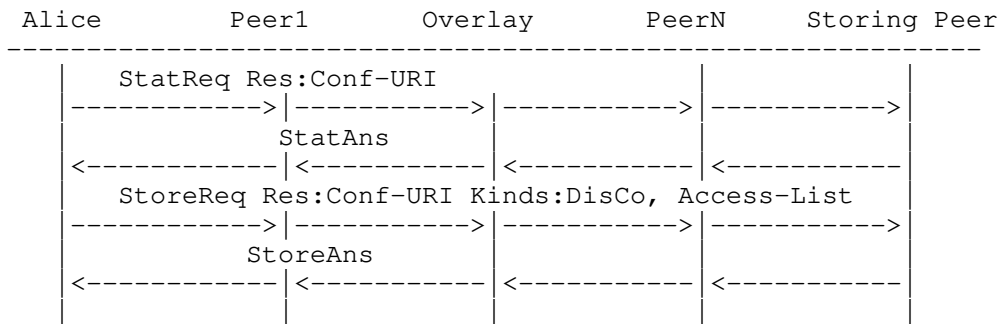 Alice Peer1 Overlay PeerN Storing Peer
StatReq Res:Conf-URI
StatAns
StoreReq Res:Conf-URI Kinds:DisCo, Access-List
StoreAns